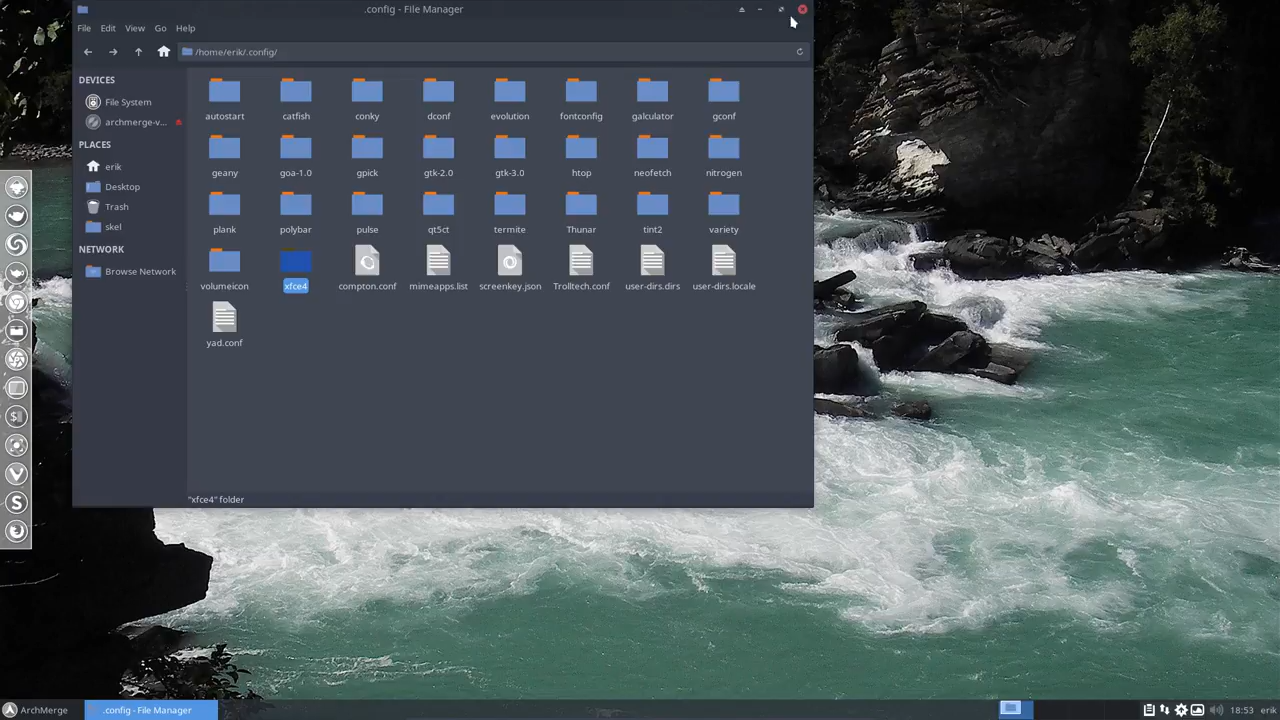 .config - File Manager
File Edit View Go Help
/home/erik/.config/
DEVICES
File System
archmerge-v...
PLACES
erik
Desktop
Trash
skel
NETWORK
Browse Network
autostart catfish conky dconf evolution fontconfig galculator gconf
geany goa-1.0 gpick gtk-2.0 gtk-3.0 htop neofetch nitrogen
plank polybar pulse qt5ct termite Thunar tint2 variety
volumeicon xfce4 compton.conf mimeapps.list screenkey.json Trolltech.conf user-dirs.dirs user-dirs.locale
yad.conf
"xfce4" folder
ArchMerge .config - File Manager 18:53 erik